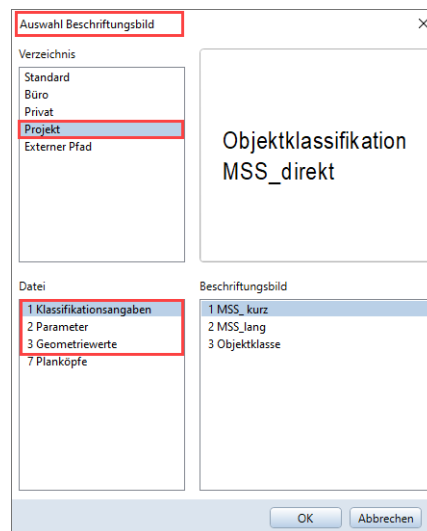 Auswahl Beschriftungsbild
Verzeichnis
Standard
Büro
Privat
Projekt
Externer Pfad
Objektklassifikation
MSS_direkt
Datei
1 Klassifikationsangaben
2 Parameter
3 Geometriewerte
7 Planköpfe
Beschriftungsbild
1 MSS_ kurz
2 MSS_lang
3 Objektklasse
OK
Abbrechen